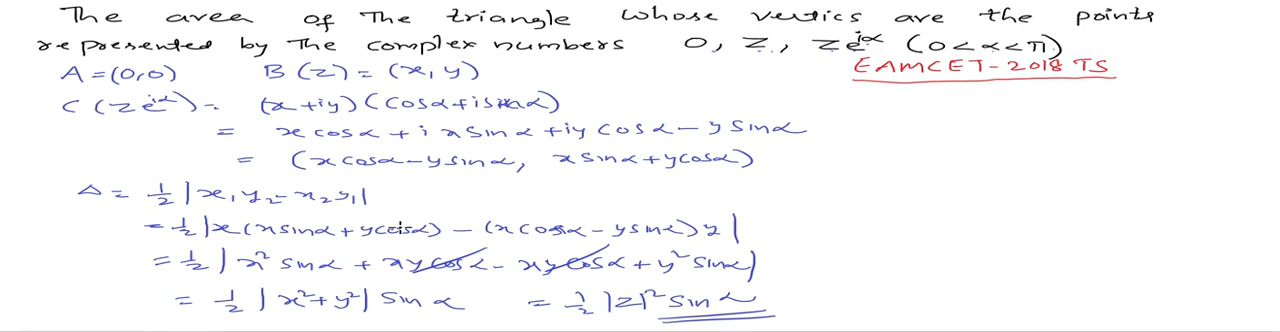 The area of The triangle whose vertics are the points
represented by The complex numbers 0, z, ze^{iα} (0<α<π)
EAMCET-2018 TS
A=(0,0) B(z)=(x,y)
C(ze^{iα}) = (x+iy)(cosα+isinα)
= x cosα + i x sinα + iy cosα - y sinα
= (x cosα - y sinα, x sinα + y cosα)
Δ = 1/2 |x₁y₂ - x₂y₁|
= 1/2 |x(x sinα + y cosα) - (x cosα - y sinα) y|
= 1/2 | x² sinα + xy cosα - xy cosα + y² sinα|
= 1/2 | x²+y²| sin α = 1/2 |z|² sin α